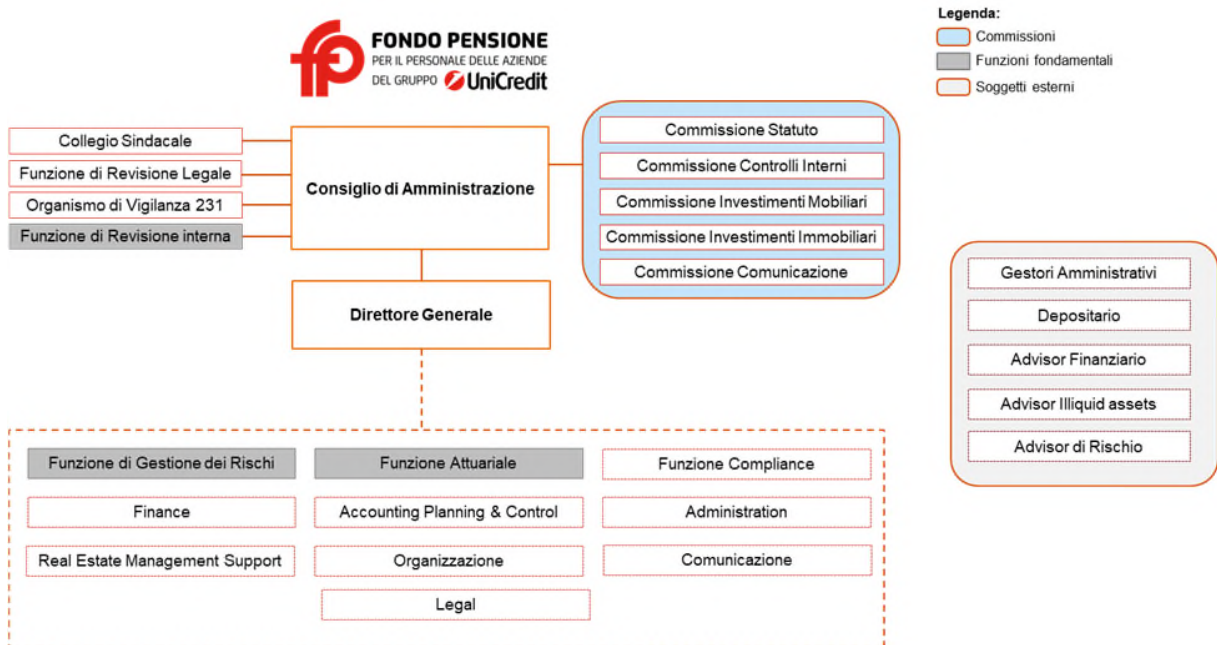 FONDO PENSIONE
PER IL PERSONALE DELLE AZIENDE
DEL GRUPPO UniCredit
Legenda:
Commissioni
Funzioni fondamentali
Soggetti esterni
Collegio Sindacale
Funzione di Revisione Legale
Organismo di Vigilanza 231
Funzione di Revisione interna
Consiglio di Amministrazione
Commissione Statuto
Commissione Controlli Interni
Commissione Investimenti Mobiliari
Commissione Investimenti Immobiliari
Commissione Comunicazione
Direttore Generale
Gestori Amministrativi
Depositario
Advisor Finanziario
Advisor Illiquid assets
Advisor di Rischio
Funzione di Gestione dei Rischi
Funzione Attuariale
Funzione Compliance
Finance
Accounting Planning & Control
Administration
Real Estate Management Support
Organizzazione
Comunicazione
Legal